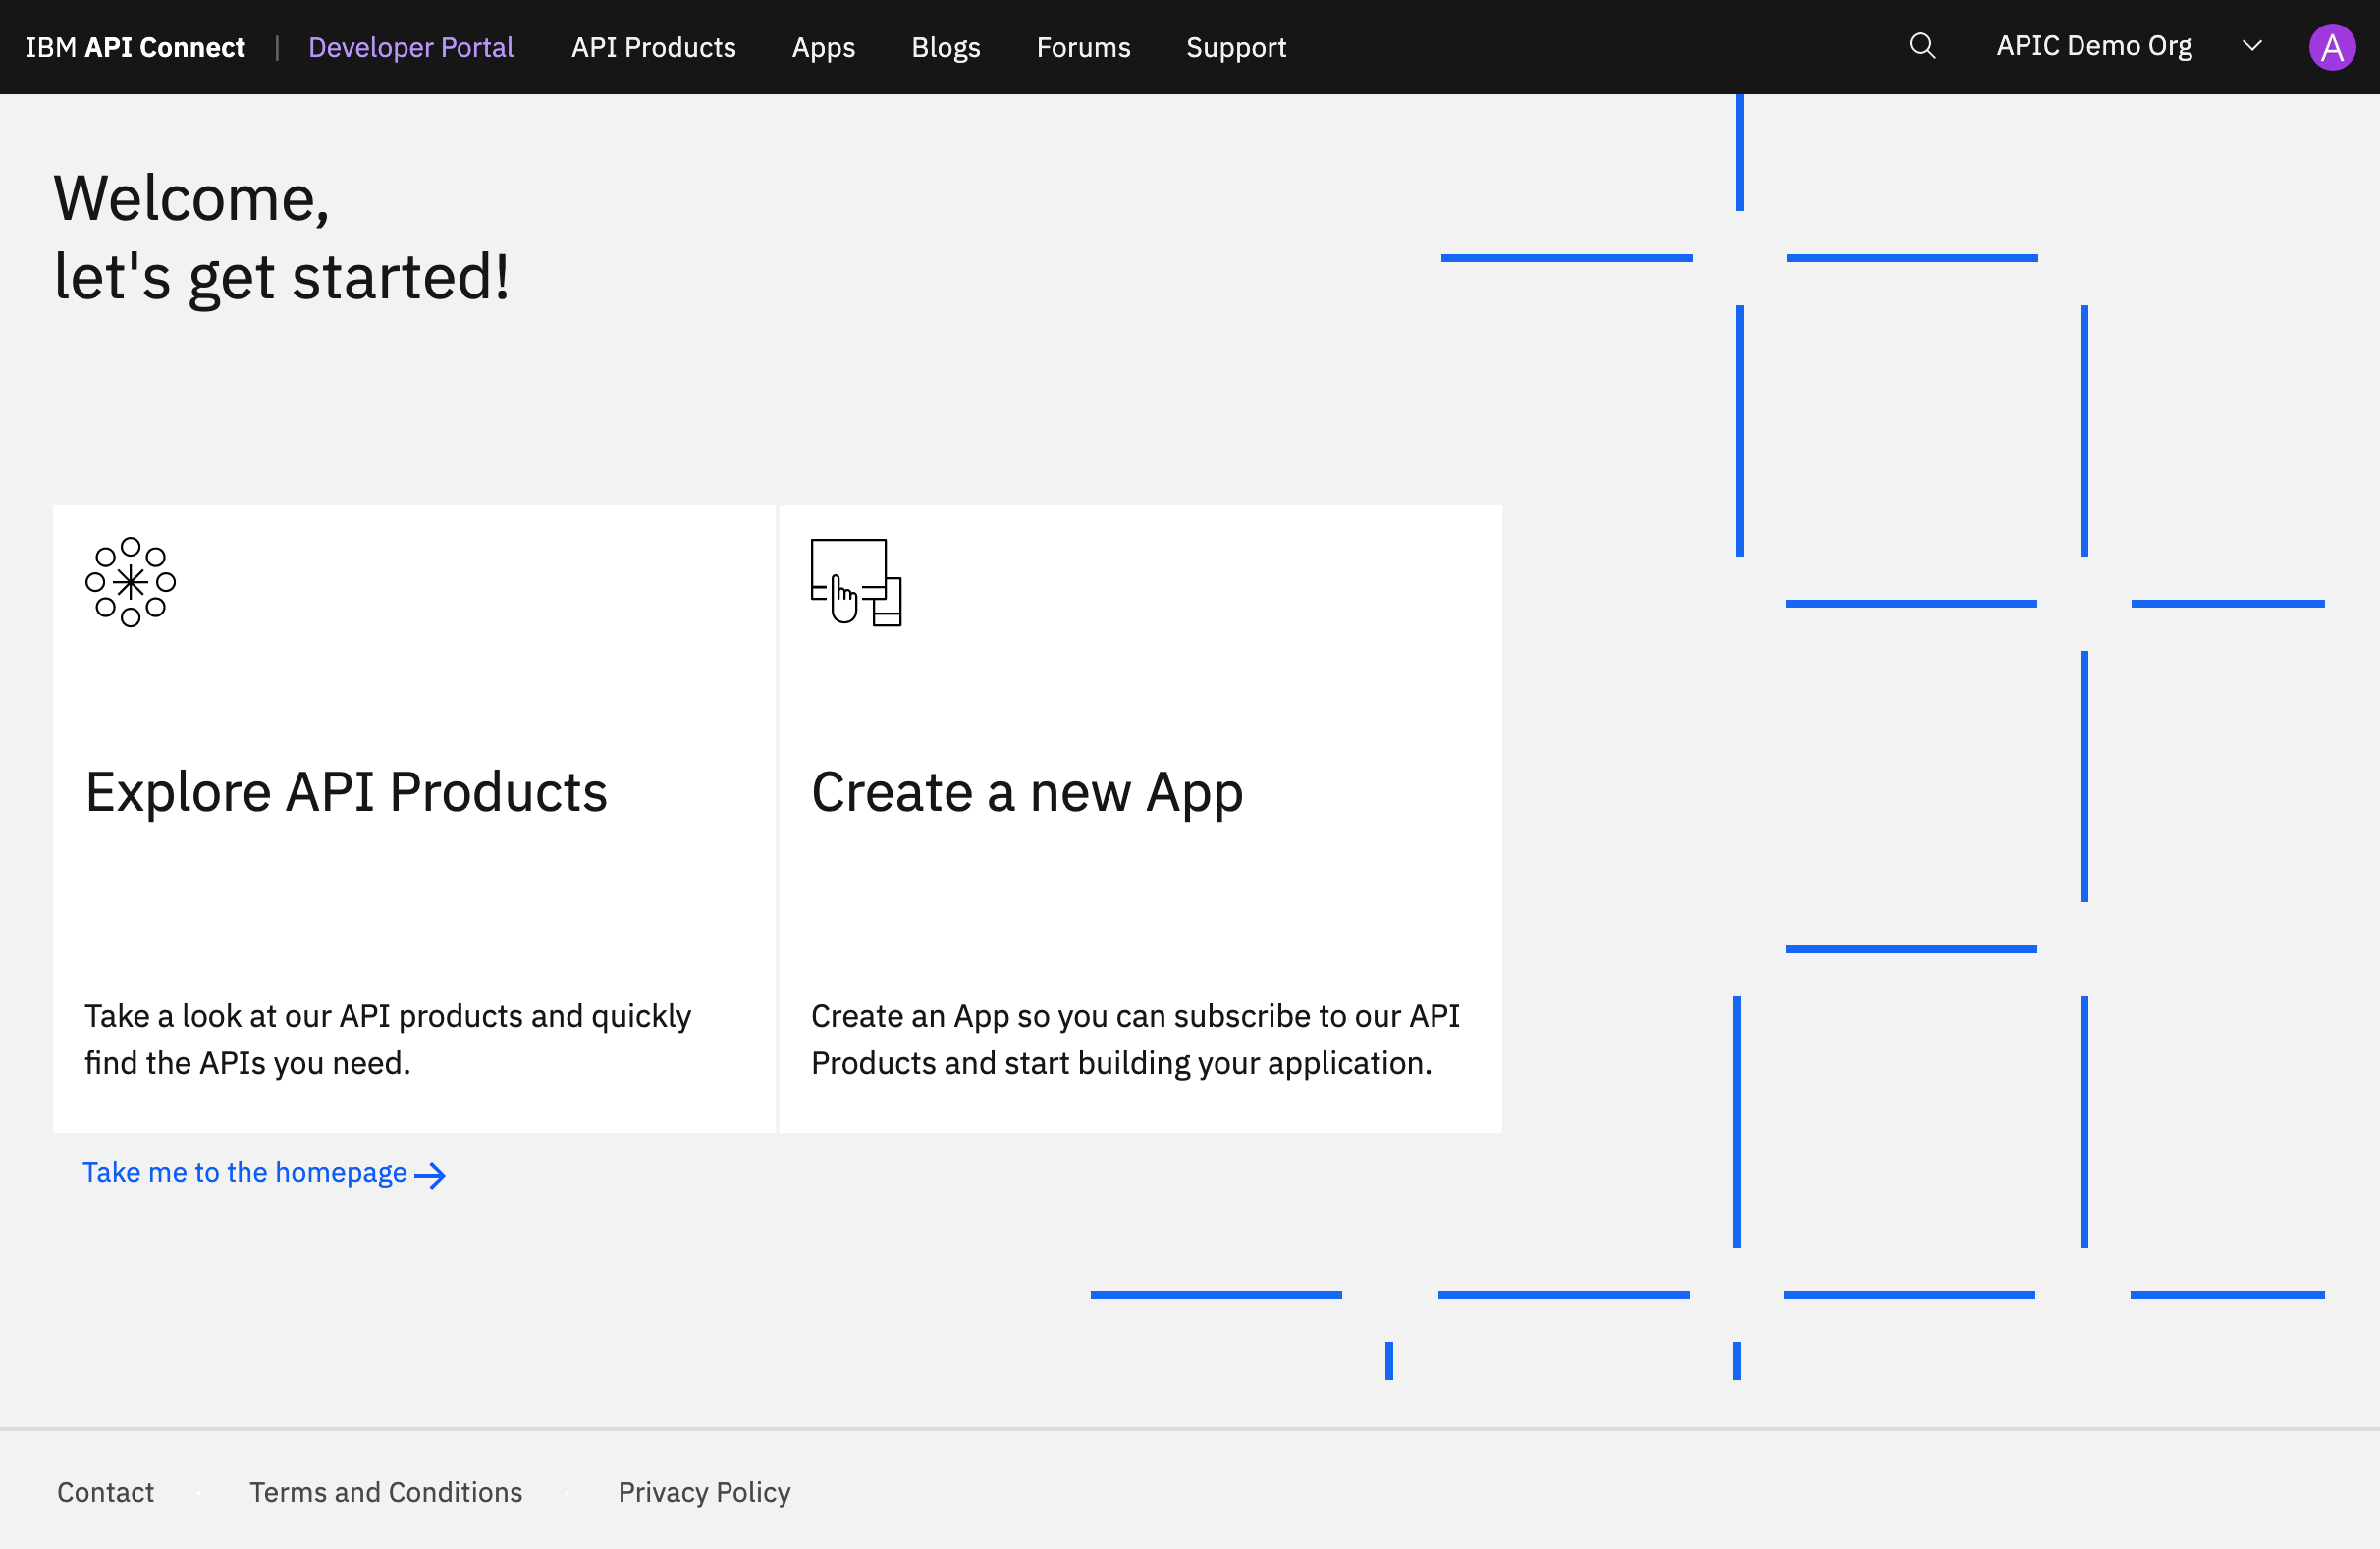 IBM API Connect | Developer Portal API Products Apps Blogs Forums Support APIC Demo Org A
Welcome,
let's get started!
Explore API Products
Take a look at our API products and quickly
find the APIs you need.
Create a new App
Create an App so you can subscribe to our API
Products and start building your application.
Take me to the homepage
Contact
Terms and Conditions
Privacy Policy